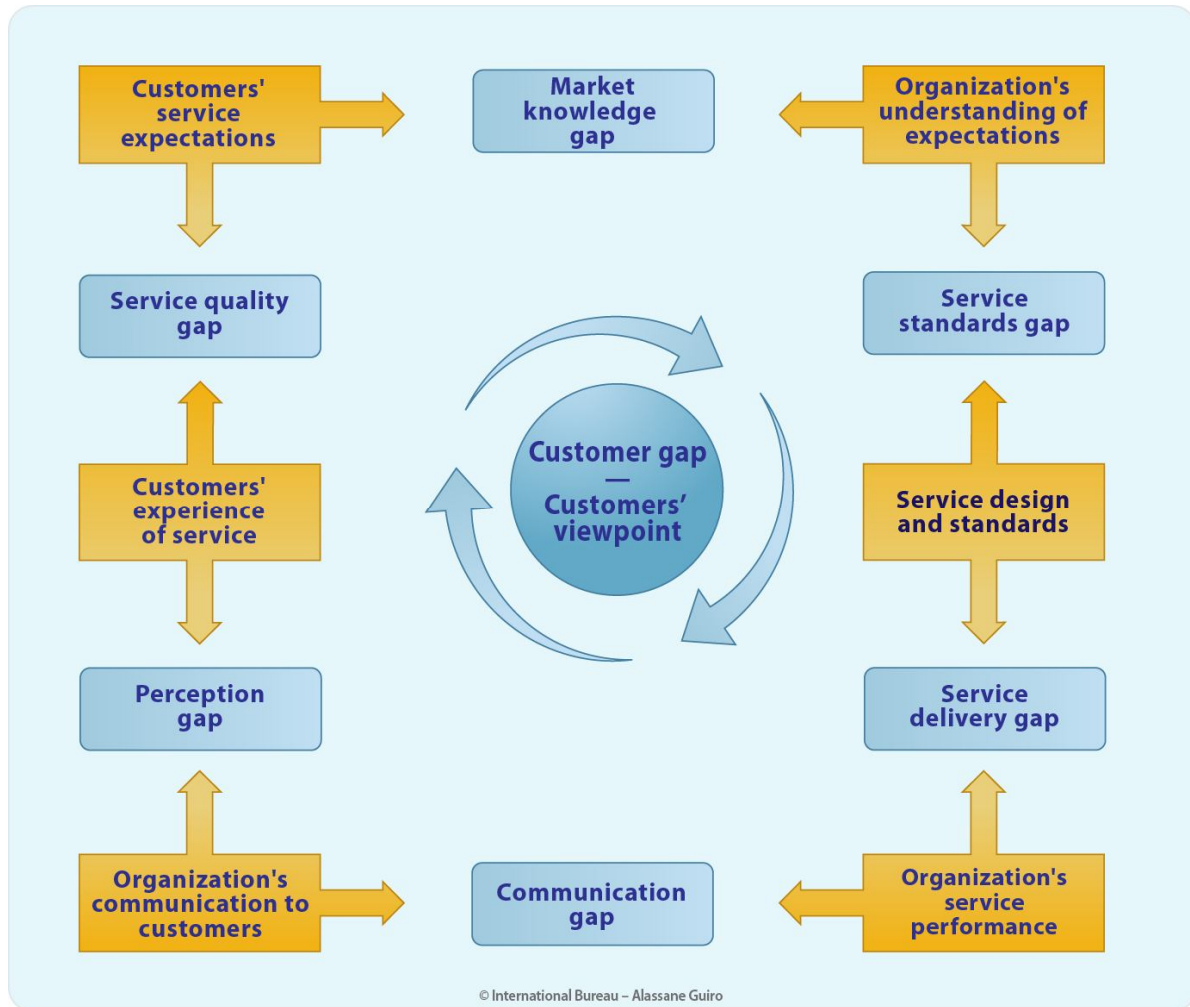 Customers'
service
expectations
Market
knowledge
gap
Organization's
understanding of
expectations
Service quality
gap
Service
standards gap
Customer gap
—
Customers’
viewpoint
Customers'
experience
of service
Service design
and standards
Perception
gap
Service
delivery gap
Organization's
communication to
customers
Communication
gap
Organization's
service
performance
© International Bureau – Alassane Guiro